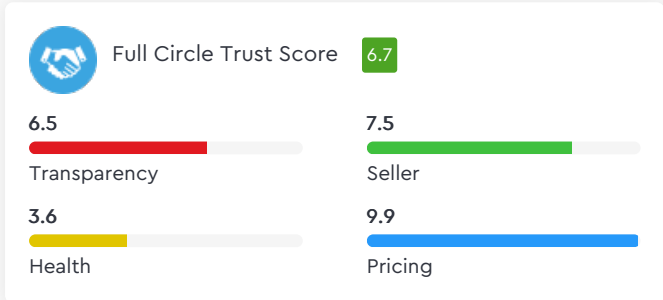 Full Circle Trust Score 6.7
6.5
Transparency
7.5
Seller
3.6
Health
9.9
Pricing